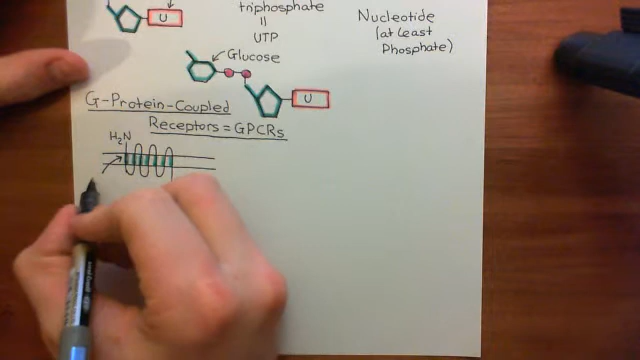 U
triphosphate
=
UTP
Nucleotide
(at least
Phosphate)
Glucose
U
G-Protein-Coupled
Receptors = GPCRs
H₂N